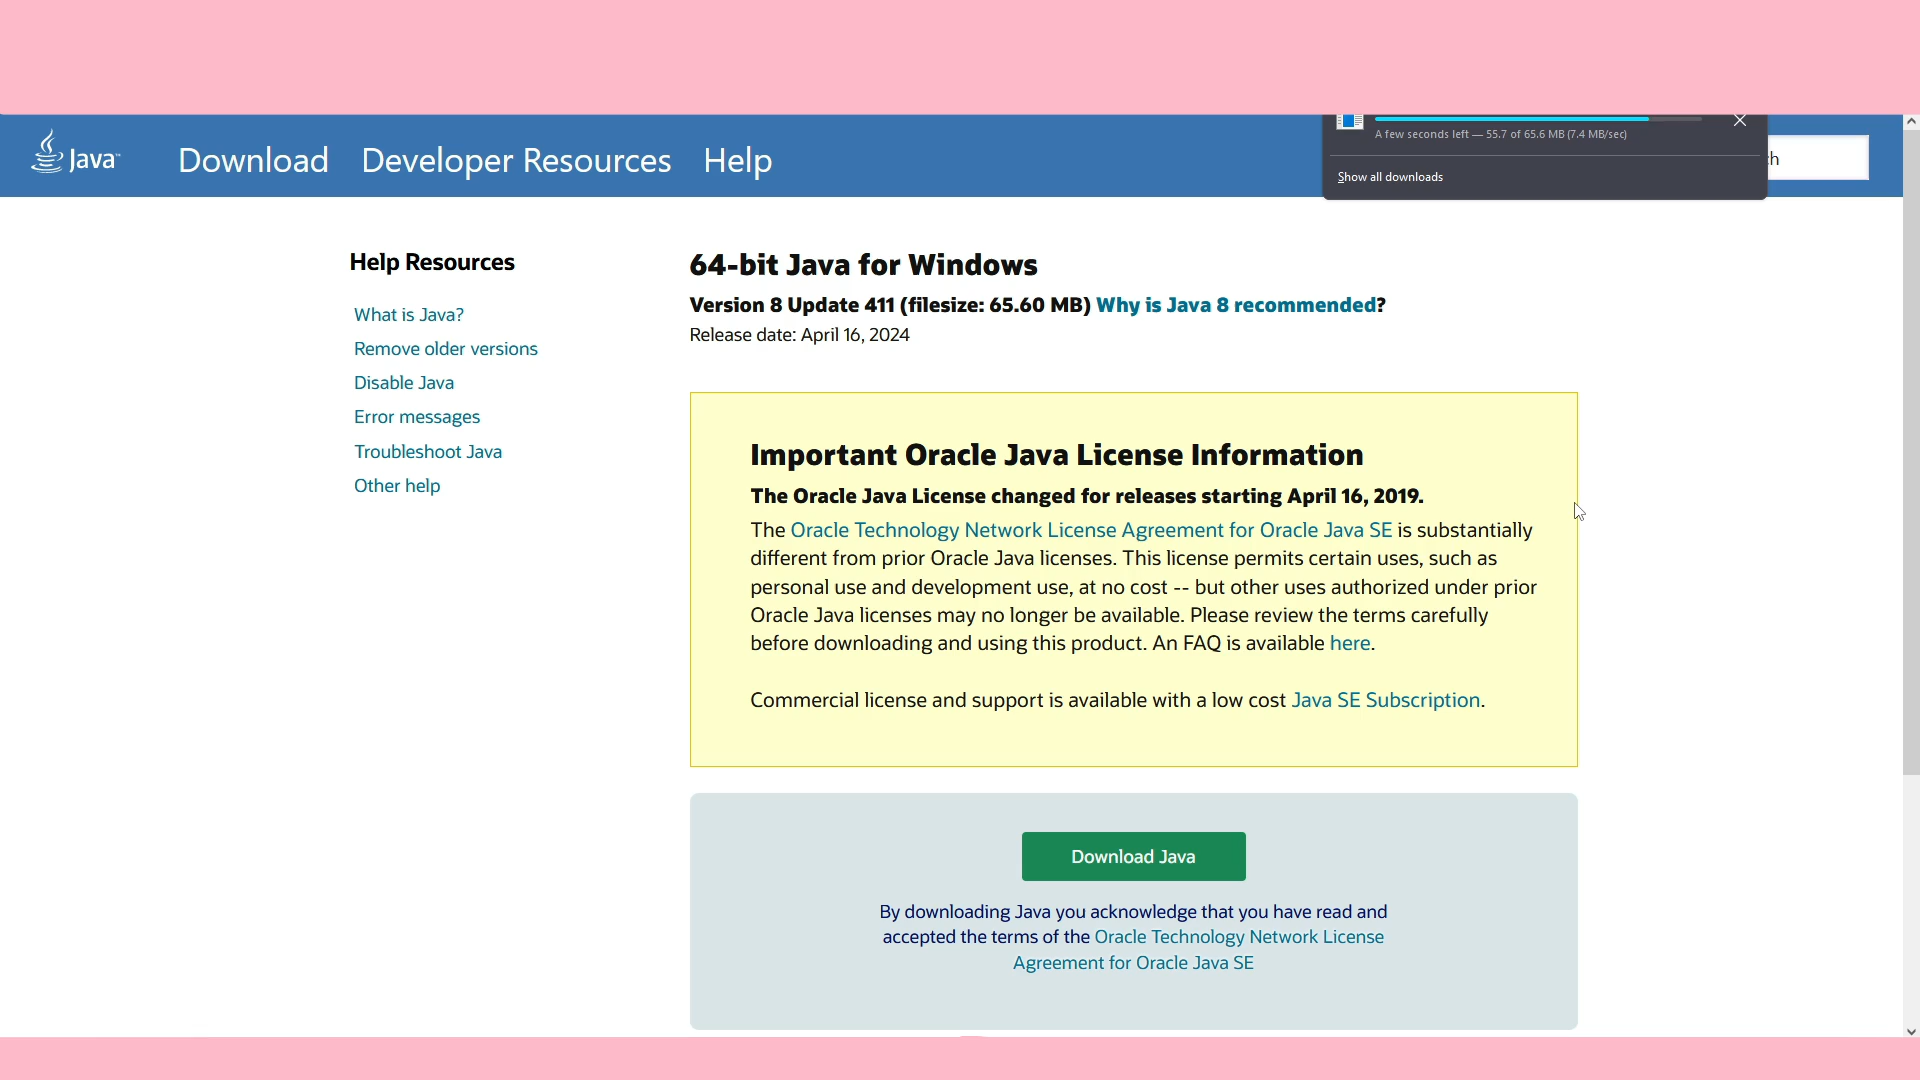 Java
Download
Developer Resources
Help
A few seconds left — 55.7 of 65.6 MB (7.4 MB/sec)
Show all downloads
Help Resources
What is Java?
Remove older versions
Disable Java
Error messages
Troubleshoot Java
Other help
64-bit Java for Windows
Version 8 Update 411 (filesize: 65.60 MB) Why is Java 8 recommended?
Release date: April 16, 2024
Important Oracle Java License Information
The Oracle Java License changed for releases starting April 16, 2019.
The Oracle Technology Network License Agreement for Oracle Java SE is substantially
different from prior Oracle Java licenses. This license permits certain uses, such as
personal use and development use, at no cost -- but other uses authorized under prior
Oracle Java licenses may no longer be available. Please review the terms carefully
before downloading and using this product. An FAQ is available here.
Commercial license and support is available with a low cost Java SE Subscription.
Download Java
By downloading Java you acknowledge that you have read and
accepted the terms of the Oracle Technology Network License
Agreement for Oracle Java SE